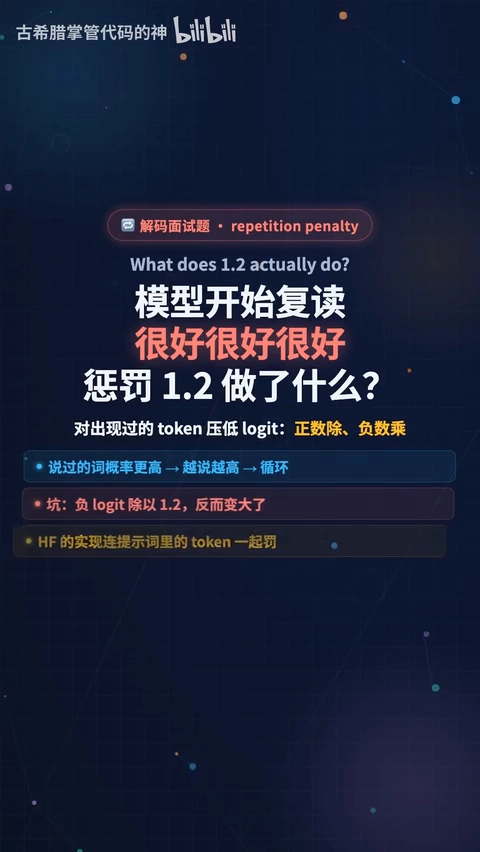 古希腊掌管代码的神 bilibili
🔁 解码面试题 · repetition penalty
What does 1.2 actually do?
模型开始复读
很好很好很好
惩罚 1.2 做了什么？
对出现过的 token 压低 logit：正数除、负数乘
说过的词概率更高 → 越说越高 → 循环
坑：负 logit 除以 1.2，反而变大了
HF 的实现连提示词里的 token 一起罚